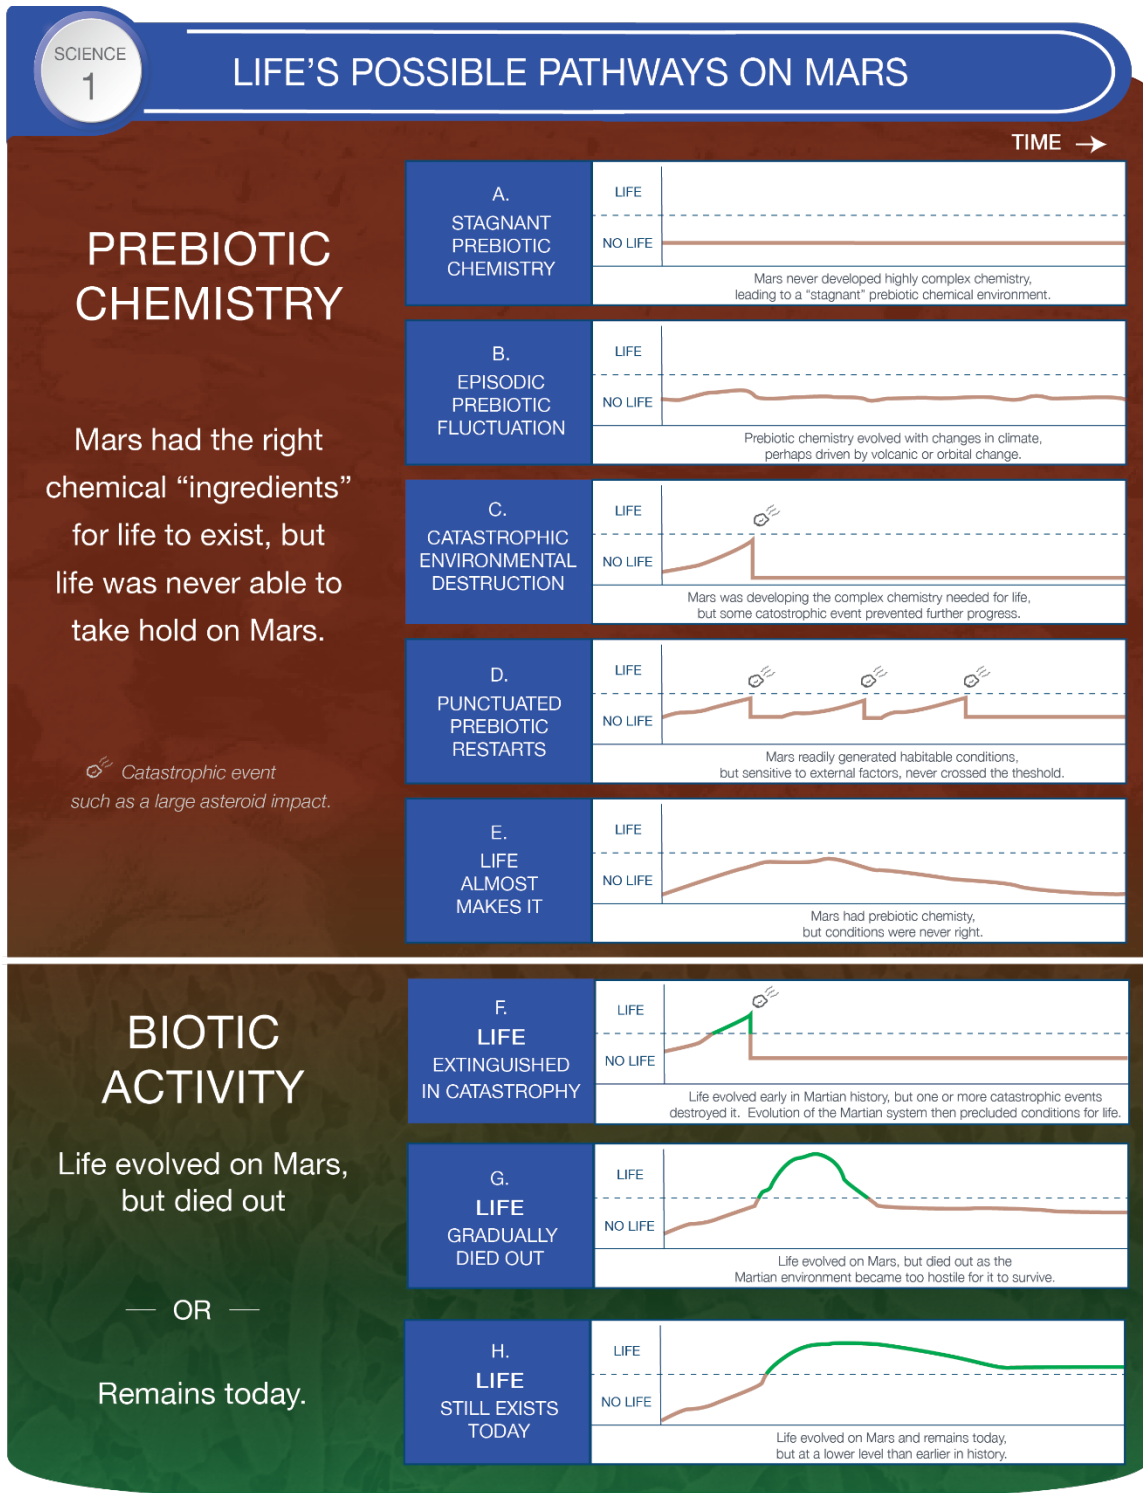 SCIENCE
1
LIFE'S POSSIBLE PATHWAYS ON MARS
TIME
PREBIOTIC
CHEMISTRY
Mars had the right
chemical “ingredients”
for life to exist, but
life was never able to
take hold on Mars.
Catastrophic event
such as a large asteroid impact.
A.
STAGNANT
PREBIOTIC
CHEMISTRY
LIFE
NO LIFE
Mars never developed highly complex chemistry,
leading to a “stagnant” prebiotic chemical environment.
B.
EPISODIC
PREBIOTIC
FLUCTUATION
LIFE
NO LIFE
Prebiotic chemistry evolved with changes in climate,
perhaps driven by volcanic or orbital change.
C.
CATASTROPHIC
ENVIRONMENTAL
DESTRUCTION
LIFE
NO LIFE
Mars was developing the complex chemistry needed for life,
but some catostrophic event prevented further progress.
D.
PUNCTUATED
PREBIOTIC
RESTARTS
LIFE
NO LIFE
Mars readily generated habitable conditions,
but sensitive to external factors, never crossed the theshold.
E.
LIFE
ALMOST
MAKES IT
LIFE
NO LIFE
Mars had prebiotic chemisty,
but conditions were never right.
BIOTIC
ACTIVITY
Life evolved on Mars,
but died out
— OR —
Remains today.
F.
LIFE
EXTINGUISHED
IN CATASTROPHY
LIFE
NO LIFE
Life evolved early in Martian history, but one or more catastrophic events
destroyed it. Evolution of the Martian system then precluded conditions for life.
G.
LIFE
GRADUALLY
DIED OUT
LIFE
NO LIFE
Life evolved on Mars, but died out as the
Martian environment became too hostile for it to survive.
H.
LIFE
STILL EXISTS
TODAY
LIFE
NO LIFE
Life evolved on Mars and remains today,
but at a lower level than earlier in history.